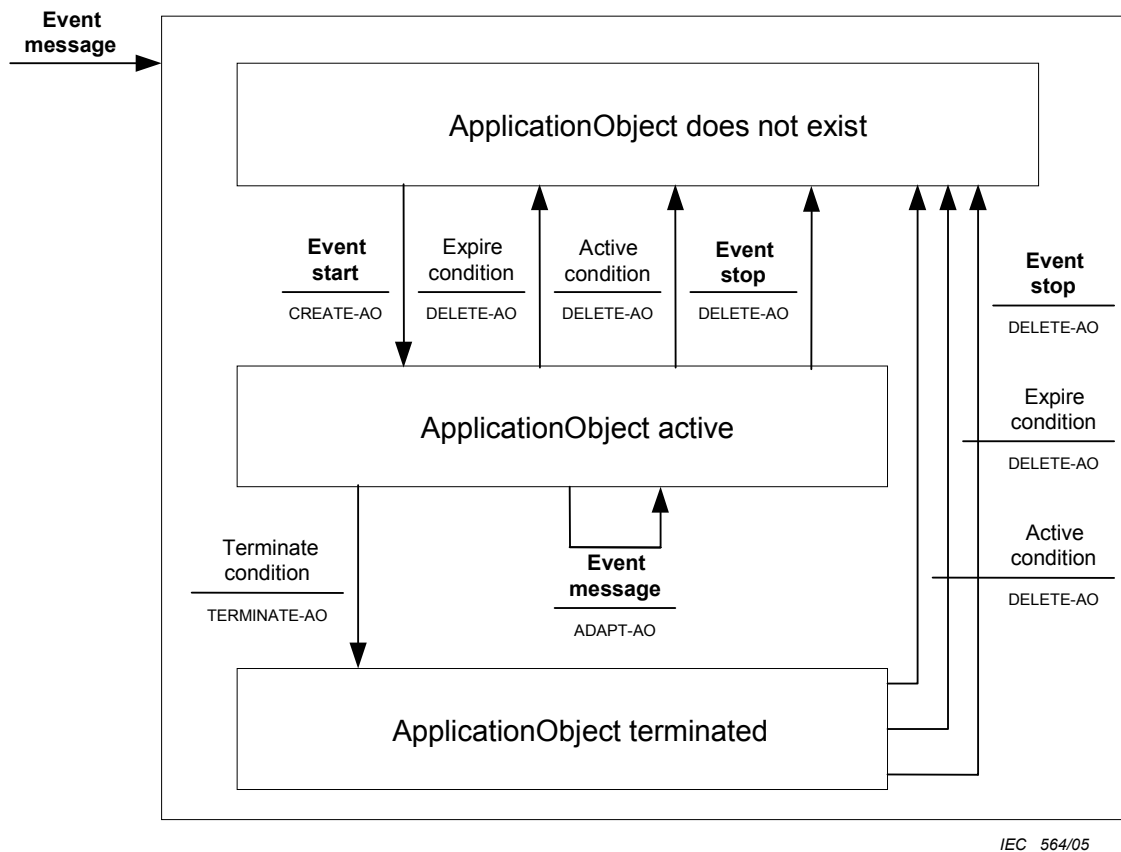 Event
message
ApplicationObject does not exist
Event
start
CREATE-AO
Expire
condition
DELETE-AO
Active
condition
DELETE-AO
Event
stop
DELETE-AO
Event
stop
DELETE-AO
ApplicationObject active
Expire
condition
DELETE-AO
Terminate
condition
TERMINATE-AO
Event
message
ADAPT-AO
Active
condition
DELETE-AO
ApplicationObject terminated
IEC 564/05